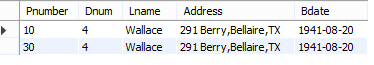 Pnumber Dnum Lname Address Bdate
10 4 Wallace 291 Berry,Bellaire,TX 1941-08-20
30 4 Wallace 291 Berry,Bellaire,TX 1941-08-20